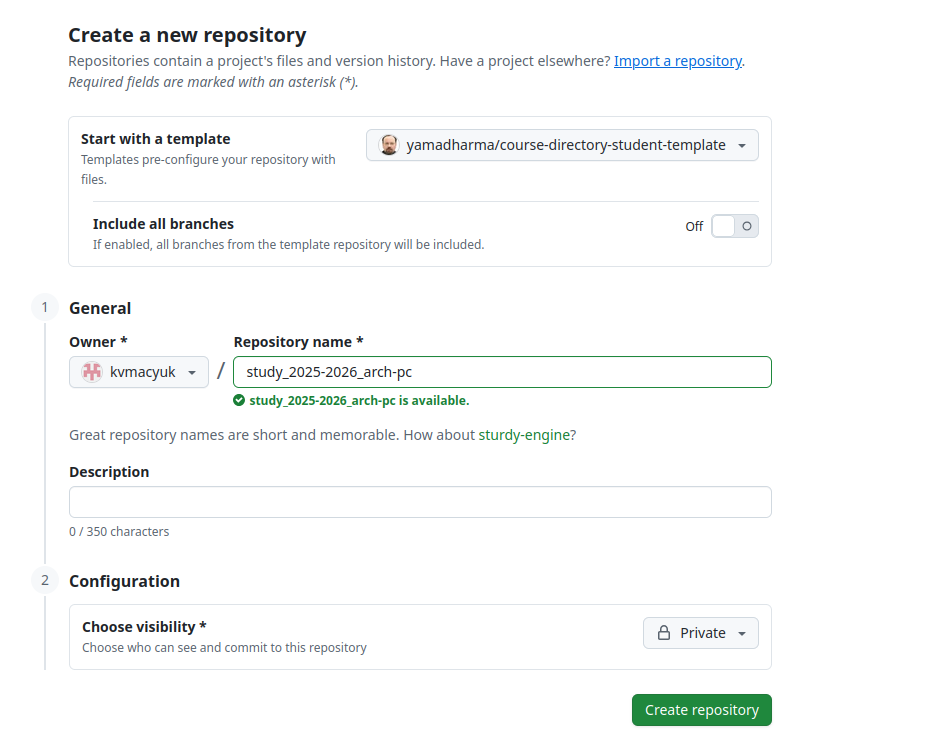 Create a new repository
Repositories contain a project's files and version history. Have a project elsewhere? Import a repository.
Required fields are marked with an asterisk (*).
Start with a template
Templates pre-configure your repository with
files.
yamadharma/course-directory-student-template
Include all branches
If enabled, all branches from the template repository will be included.
Off
1
General
Owner *
Repository name *
kvmacyuk
/
study_2025-2026_arch-pc
study_2025-2026_arch-pc is available.
Great repository names are short and memorable. How about sturdy-engine?
Description
0 / 350 characters
2
Configuration
Choose visibility *
Choose who can see and commit to this repository
Private
Create repository